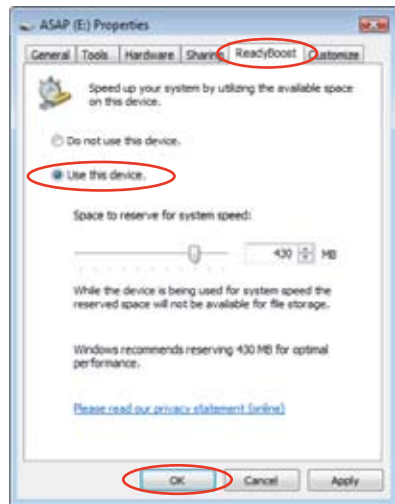 ASAP (E:) Properties
General Tools Hardware Sharing ReadyBoost Customize
Speed up your system by utilizing the available space
on this device.
Do not use this device.
Use this device.
Space to reserve for system speed:
430 MB
While the device is being used for system speed the
reserved space will not be available for file storage.
Windows recommends reserving 430 MB for optimal
performance.
Please read our privacy statement (online)
OK Cancel Apply